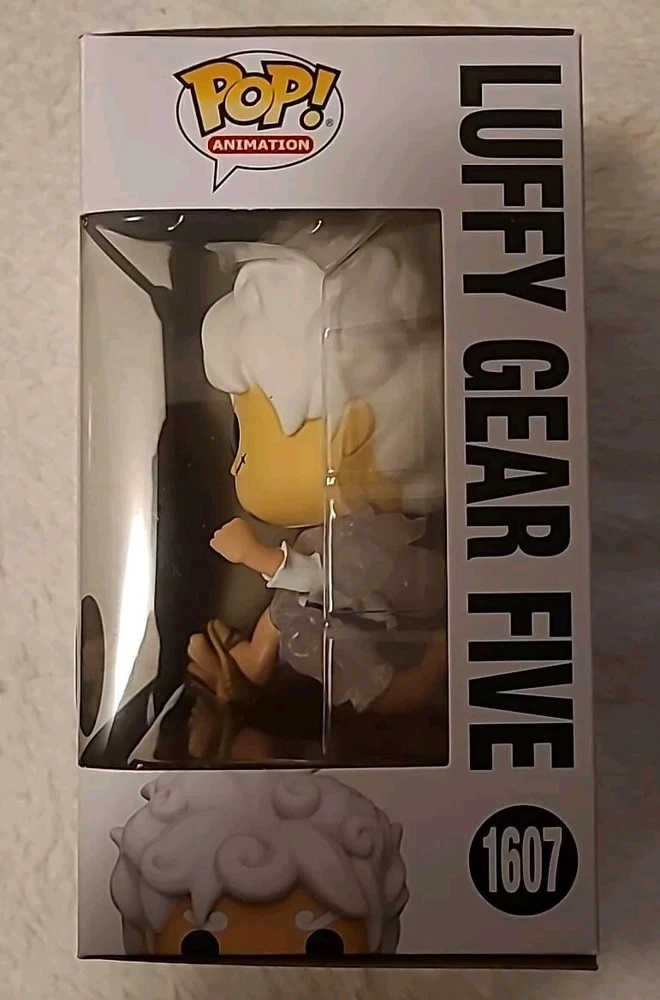 POP!
ANIMATION
LUFFY GEAR FIVE
1607